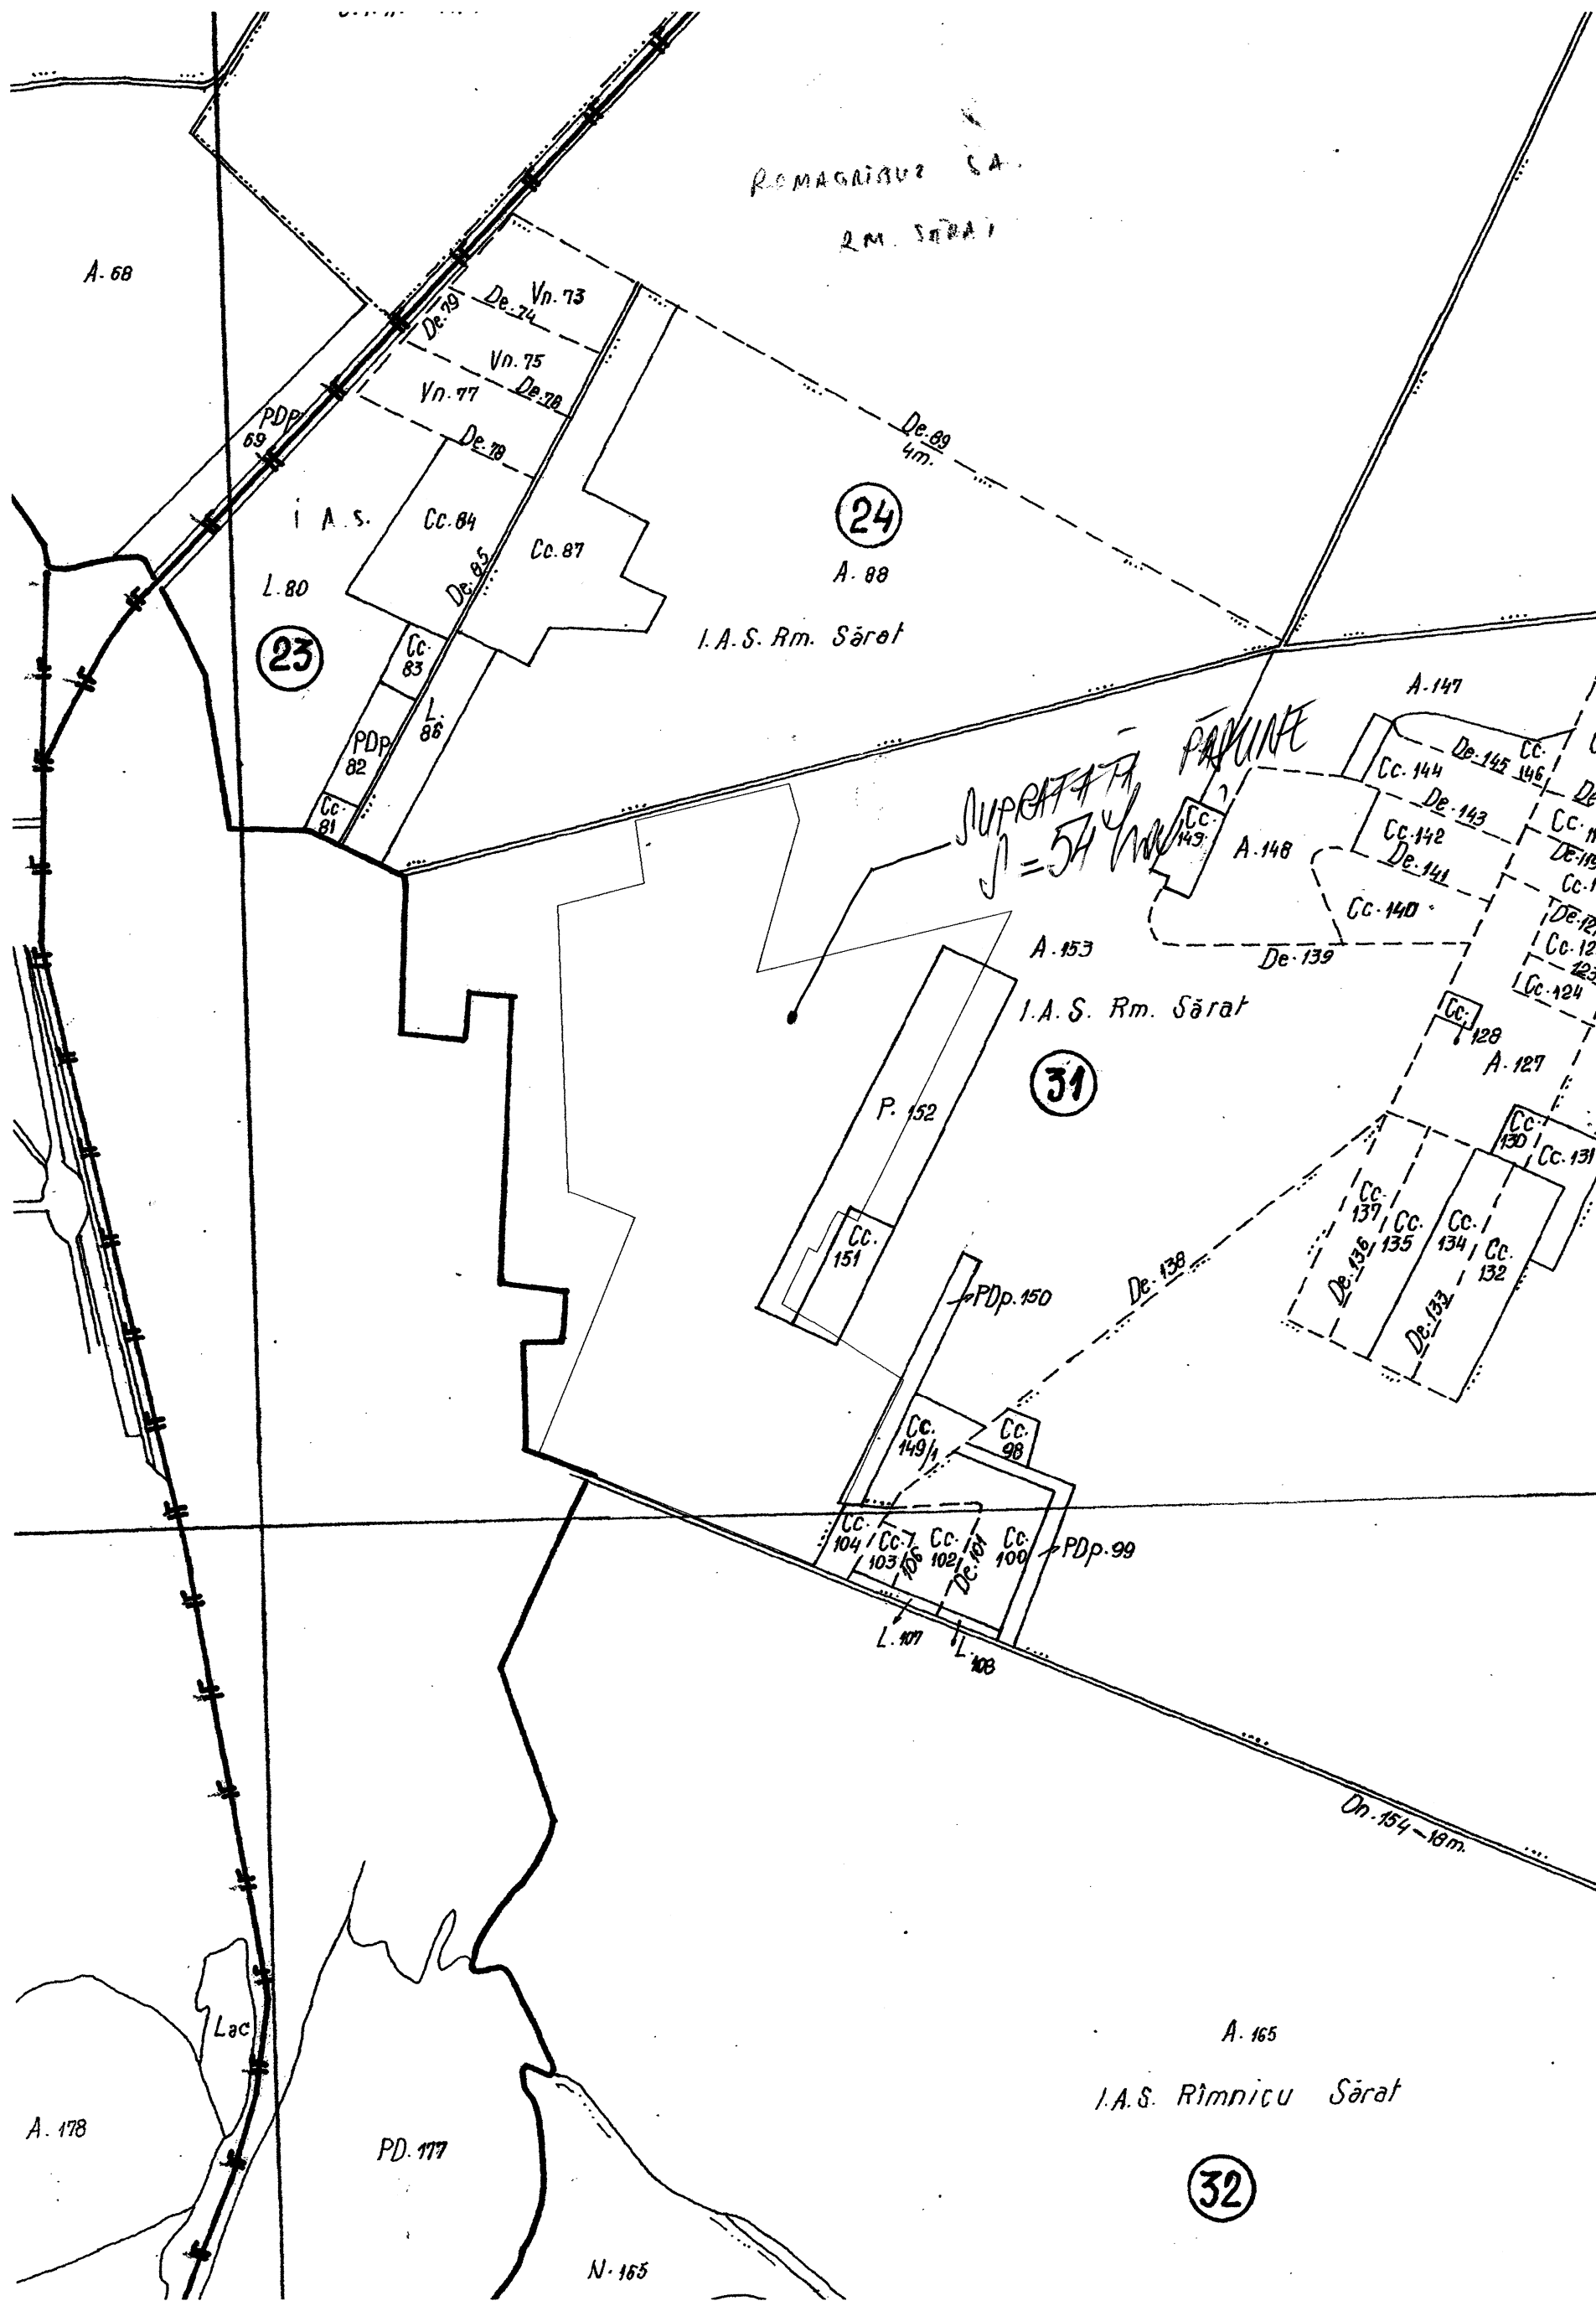 ROMAGRIBUZ S.A.
RM. SĂRAT
A. 68
Vn. 73
De. 79
De. 74
Vn. 75
De. 76
Vn. 77
PDp
69
De. 78
De. 89
4m.
I A. S.
Cc. 84
24
Cc. 87
De. 85
A. 88
L. 80
I.A.S. Rm. Sărat
23
Cc.
83
L.
86
PDp
82
Cc.
81
A. 147
SUPRAFAȚĂ PĂȘUNE
De. 145
Cc.
146
Cc. 144
De. 143
Cc.
149
A. 148
Cc. 142
De. 141
Cc. 140
De. 139
A. 153
I.A.S. Rm. Sărat
Cc. 124
Cc.
128
A. 127
31
P. 152
Cc.
130
Cc. 131
Cc.
137
Cc.
135
Cc.
134
Cc.
132
De. 136
De. 133
Cc.
151
De. 138
PDp. 150
Cc.
149/1
Cc.
98
Cc.
104
Cc.
103
106
Cc.
102
De. 101
Cc.
100
PDp. 99
L. 107
L. 108
Dn. 154 - 18m.
Lac
A. 165
I.A.S. Rîmnicu Sărat
A. 178
PD. 177
32
N. 165